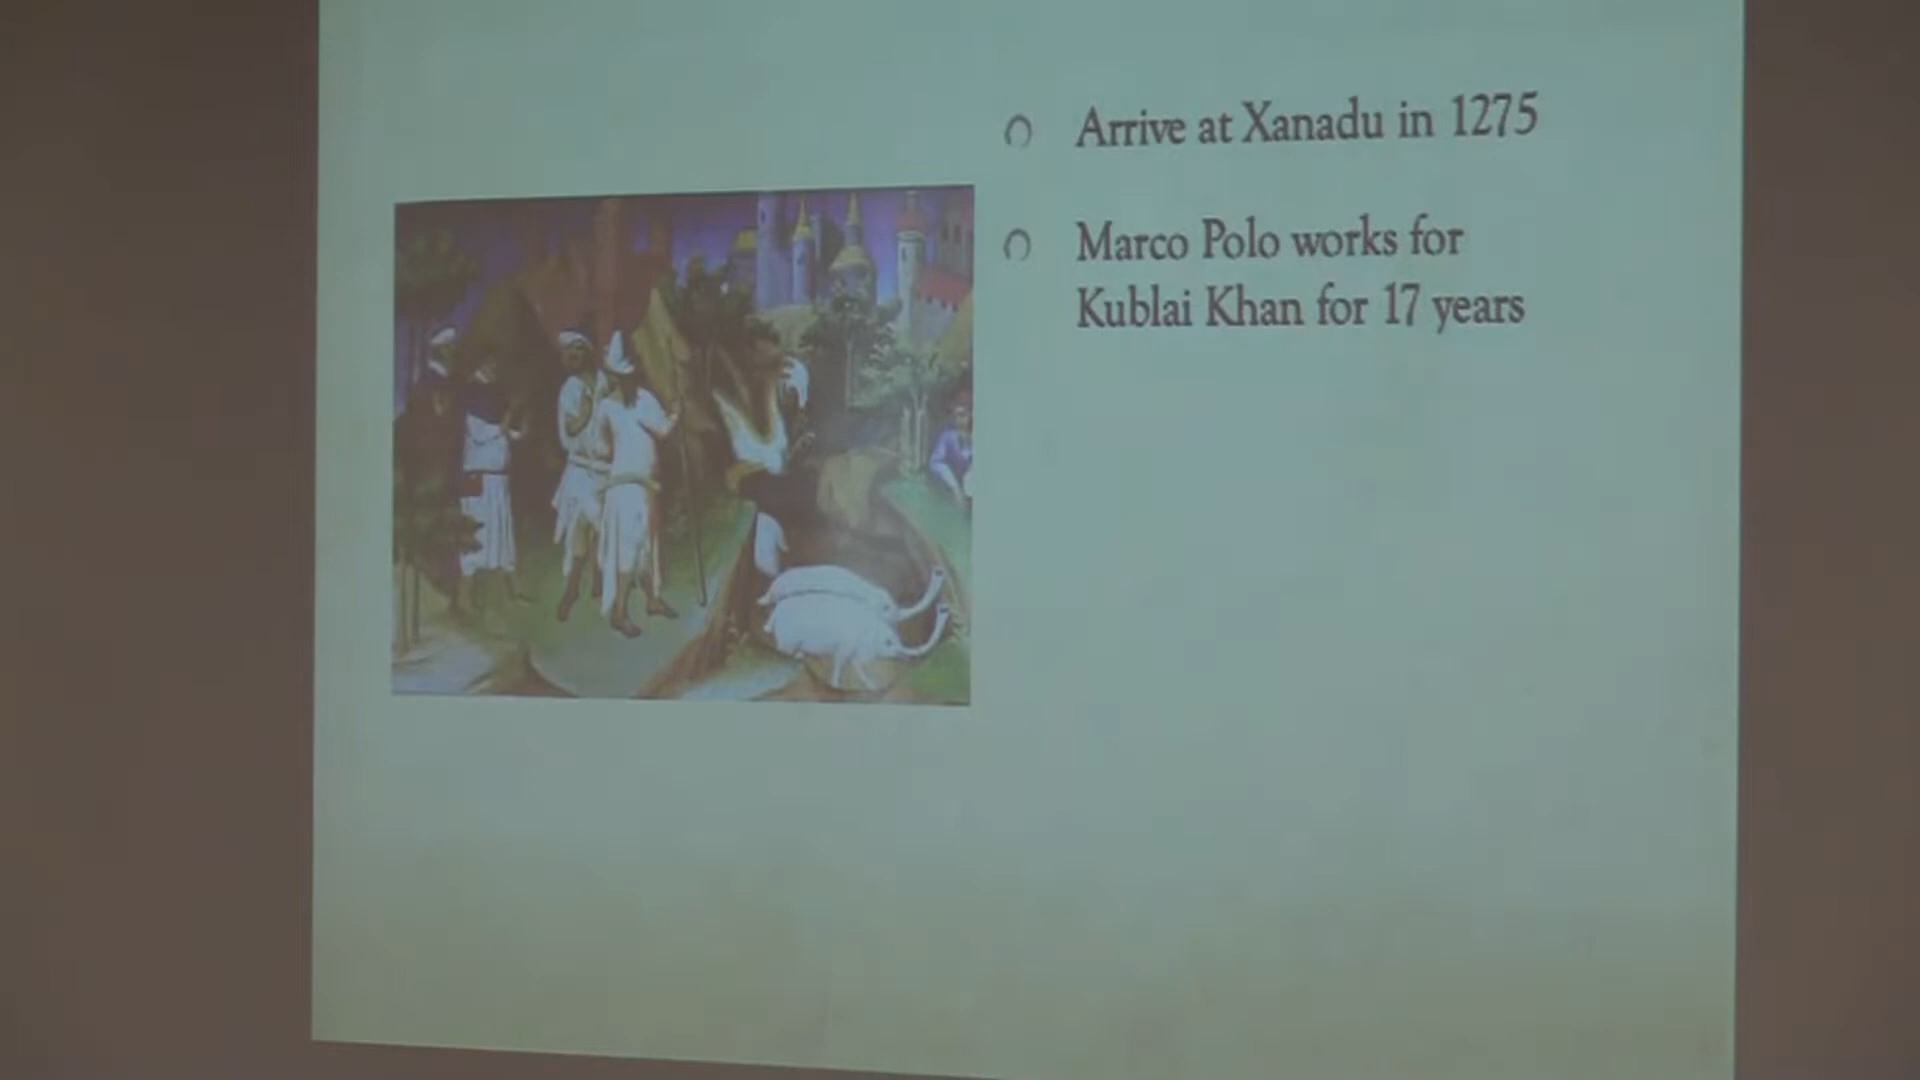 Arrive at Xanadu in 1275
Marco Polo works for
Kublai Khan for 17 years